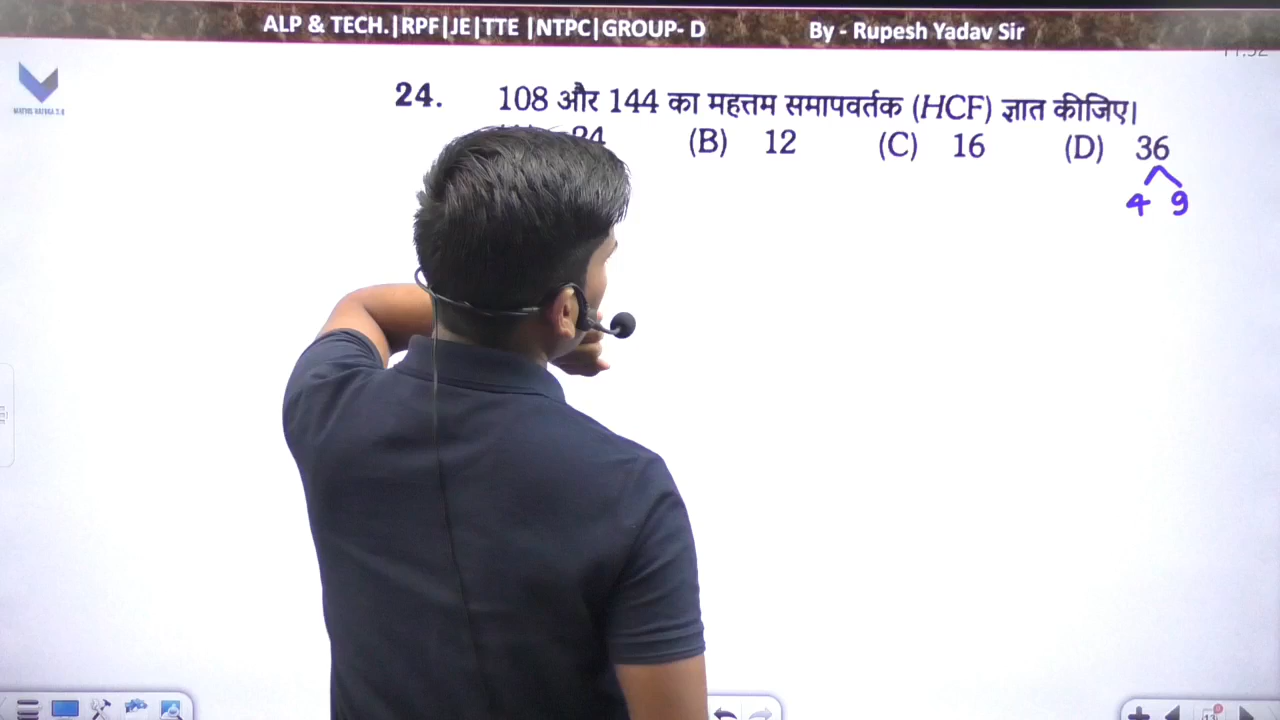 ALP & TECH.|RPF|JE|TTE |NTPC|GROUP- D By - Rupesh Yadav Sir
24. 108 और 144 का महत्तम समापवर्तक (HCF) ज्ञात कीजिए।
24 (B) 12 (C) 16 (D) 36
4 9